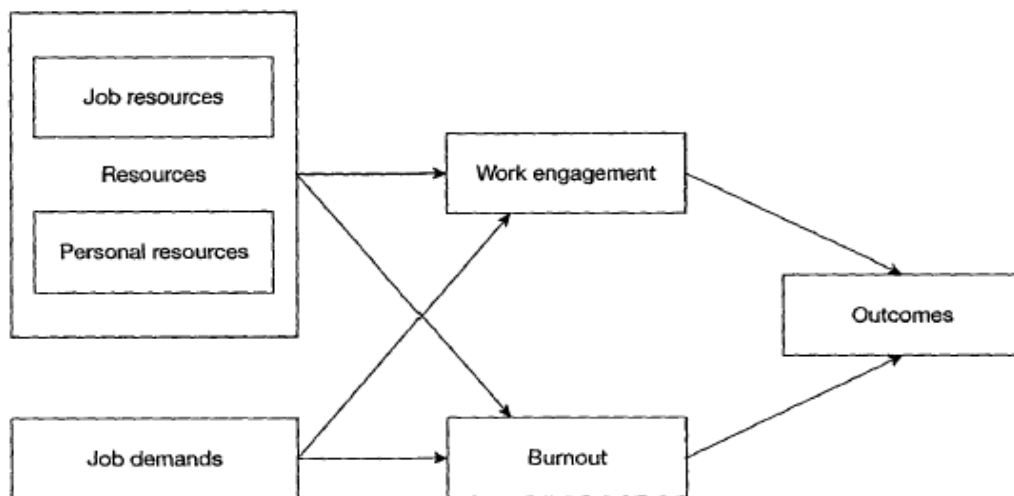 Job resources
Resources
Personal resources
Work engagement
Outcomes
Job demands
Burnout